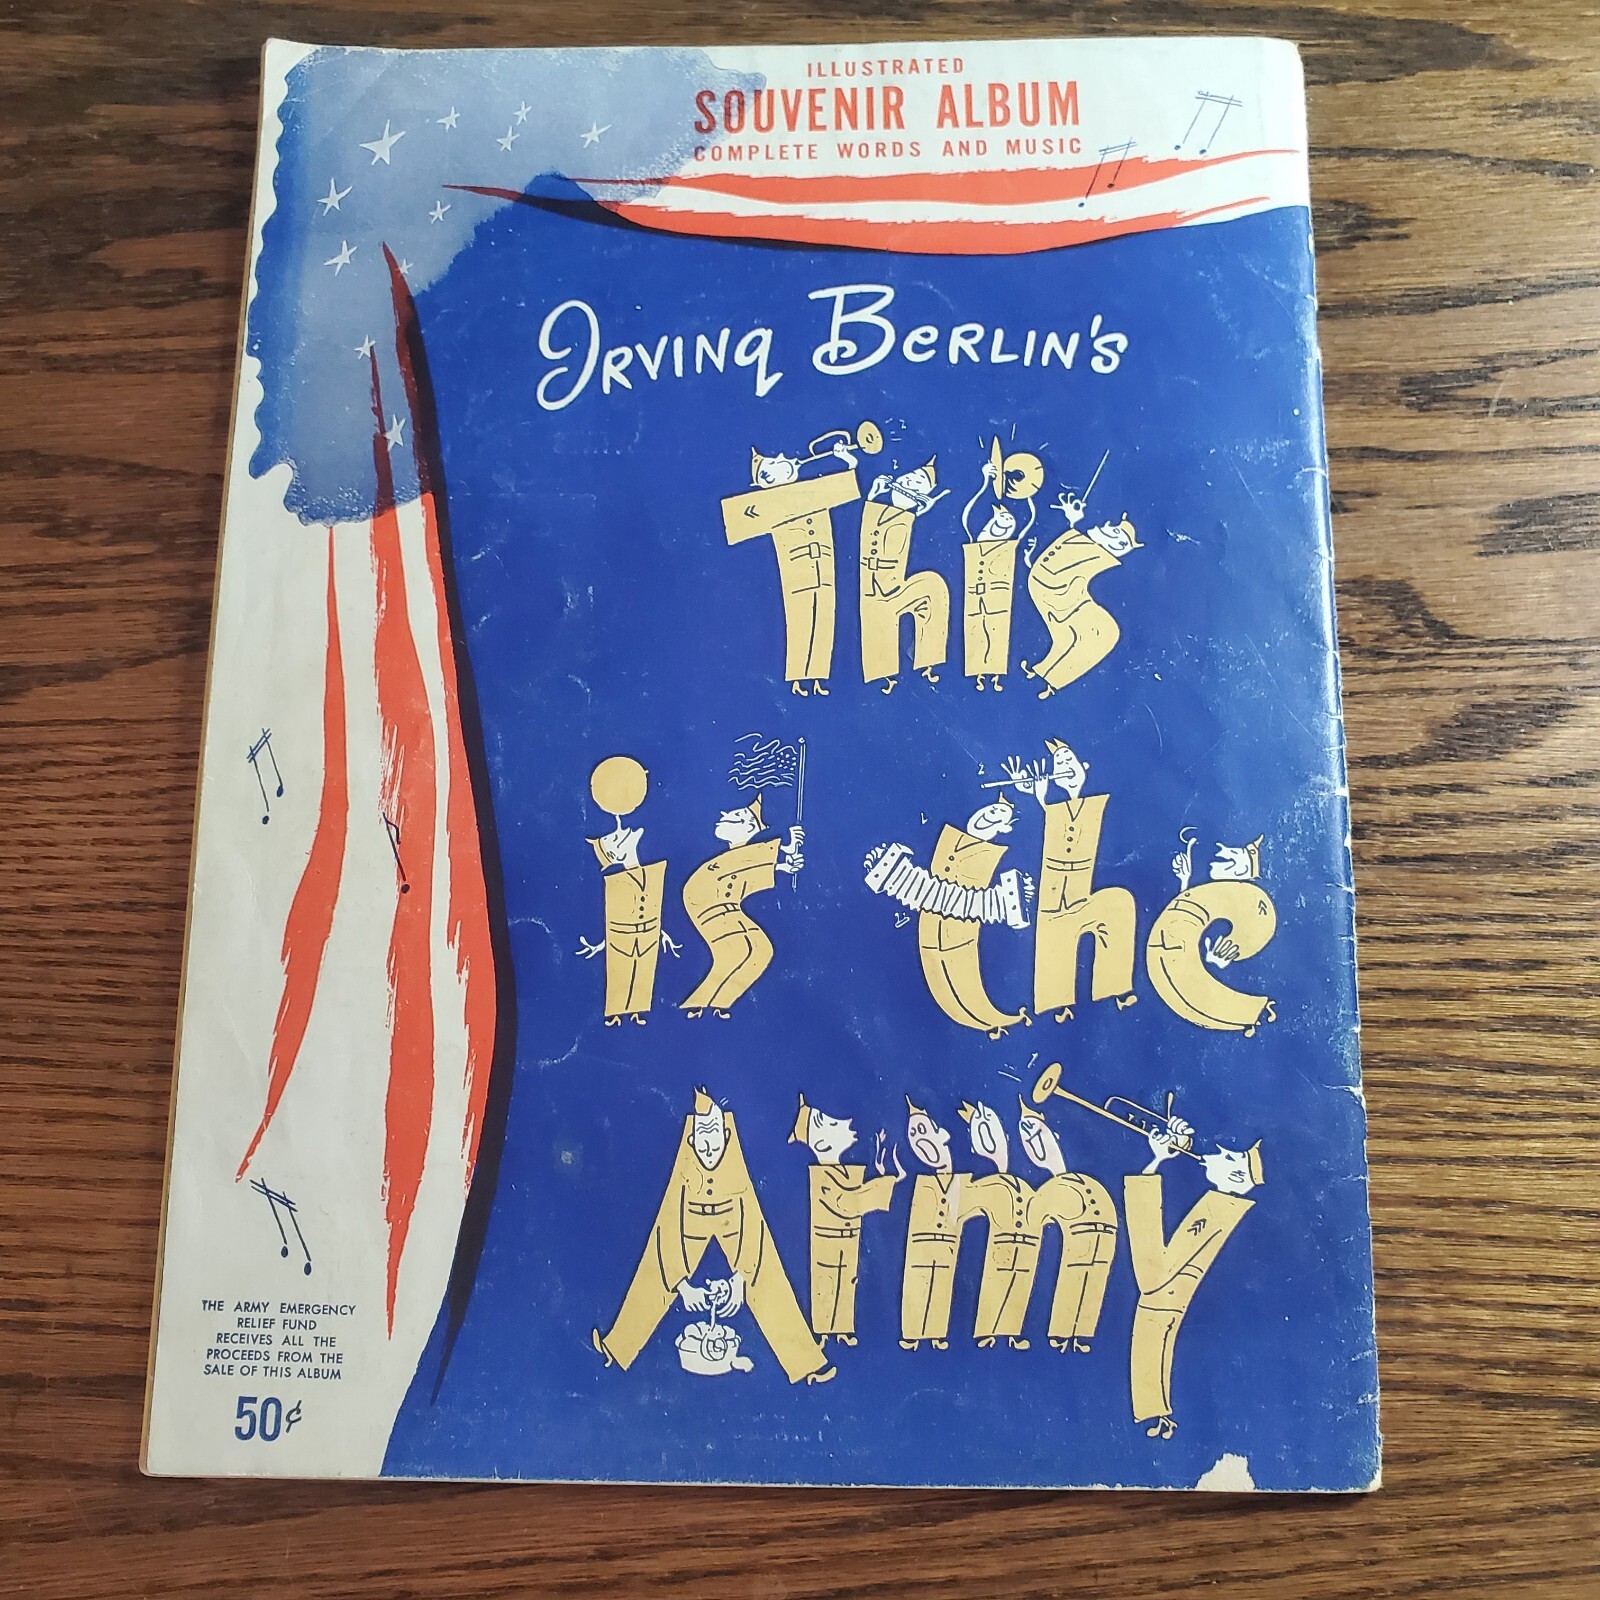 ILLUSTRATED
SOUVENIR ALBUM
COMPLETE WORDS AND MUSIC
IRVING BERLIN'S
This
is the
Army
THE ARMY EMERGENCY
RELIEF FUND
RECEIVES ALL THE
PROCEEDS FROM THE
SALE OF THIS ALBUM
50¢